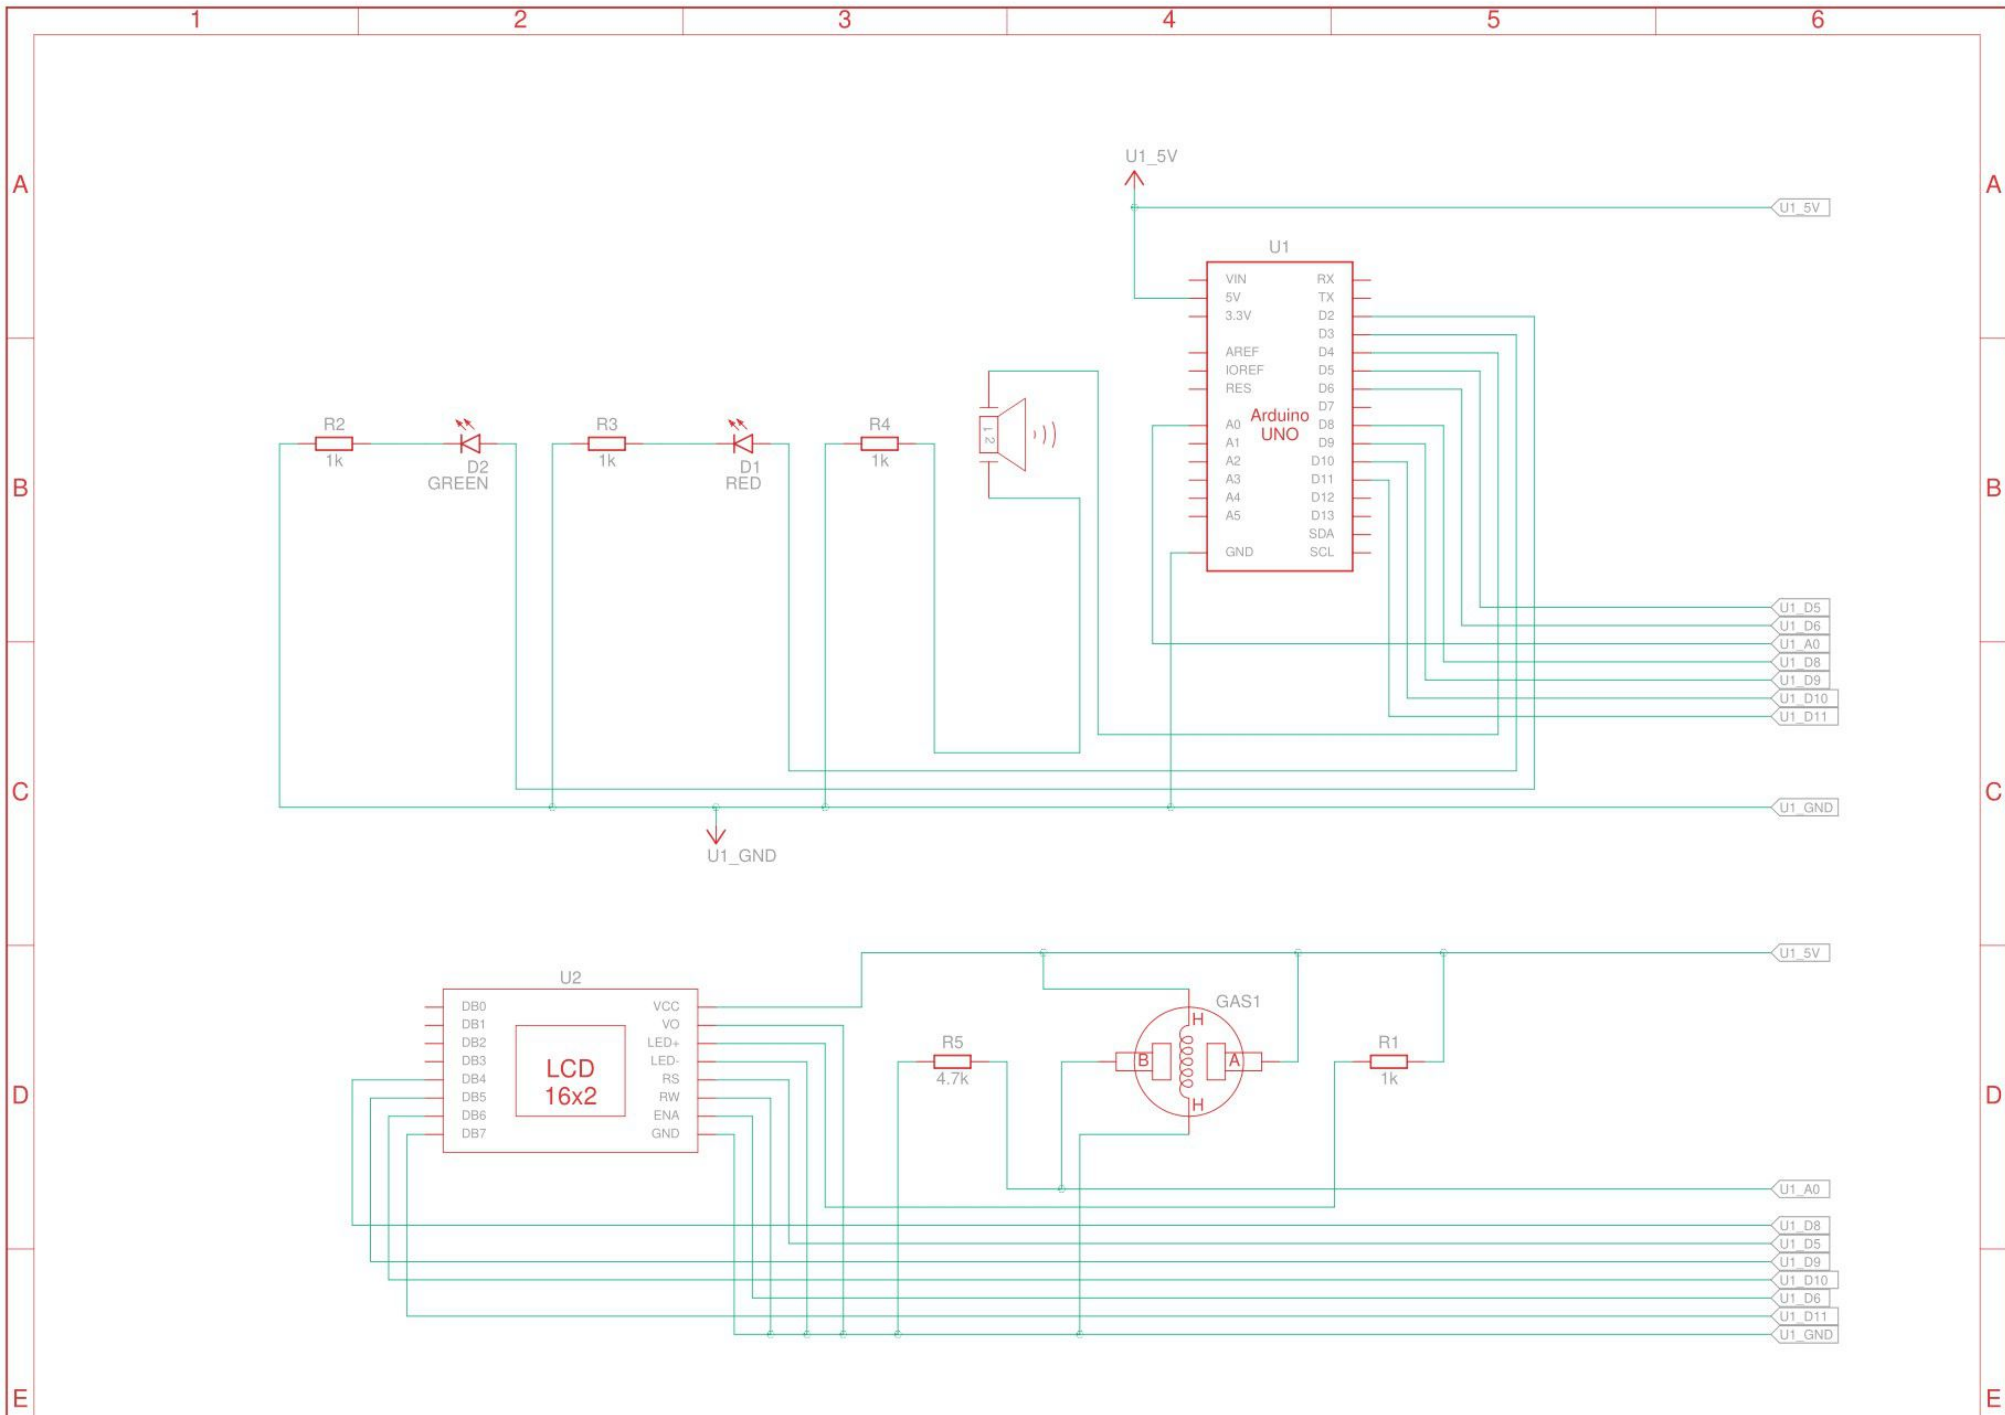 1 2 3 4 5 6
A A
U1_5V
U1_5V
U1
VIN RX
5V TX
3.3V D2
D3
AREF D4
IOREF D5
RES D6
D7
Arduino
UNO
A0 D8
A1 D9
A2 D10
A3 D11
A4 D12
A5 D13
SDA
GND SCL
R2
1k
D2
GREEN
R3
1k
D1
RED
R4
1k
1 2
B B
U1_D5
U1_D6
U1_A0
U1_D8
U1_D9
U1_D10
U1_D11
C C
U1_GND
U1_GND
U1_5V
U2
DB0 VCC
DB1 VO
DB2 LED+
DB3 LED-
DB4 RS
DB5 RW
DB6 ENA
DB7 GND
LCD
16x2
R5
4.7k
GAS1
H
B A
H
R1
1k
D D
U1_A0
U1_D8
U1_D5
U1_D9
U1_D10
U1_D6
U1_D11
U1_GND
E E